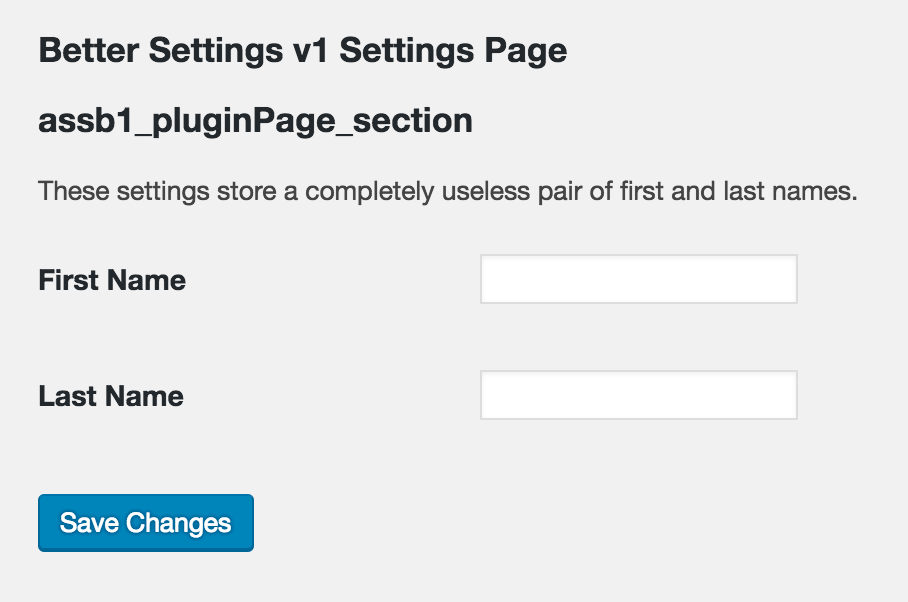 Better Settings v1 Settings Page
assb1_pluginPage_section
These settings store a completely useless pair of first and last names.
First Name
Last Name
Save Changes